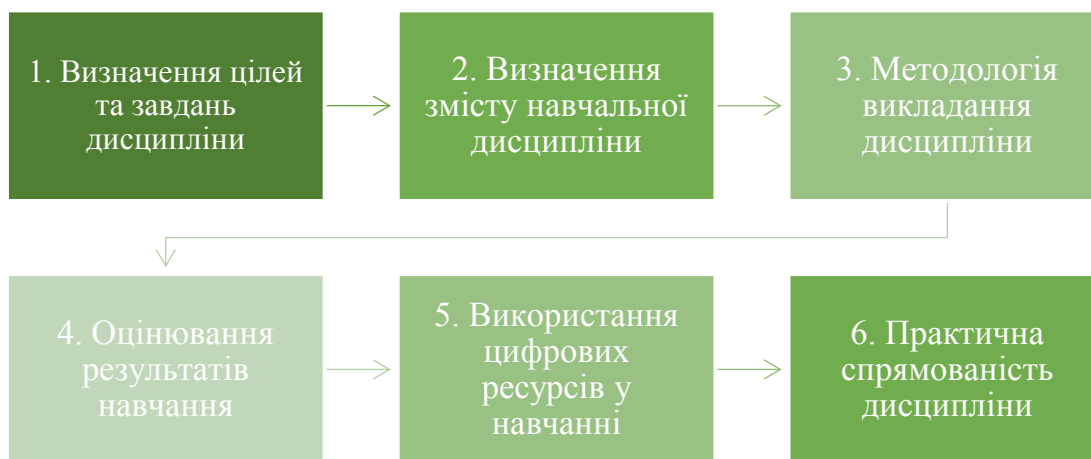 1. Визначення цілей
та завдань
дисципліни
2. Визначення
змісту навчальної
дисципліни
3. Методологія
викладання
дисципліни
4. Оцінювання
результатів
навчання
5. Використання
цифрових
ресурсів у
навчанні
6. Практична
спрямованість
дисципліни